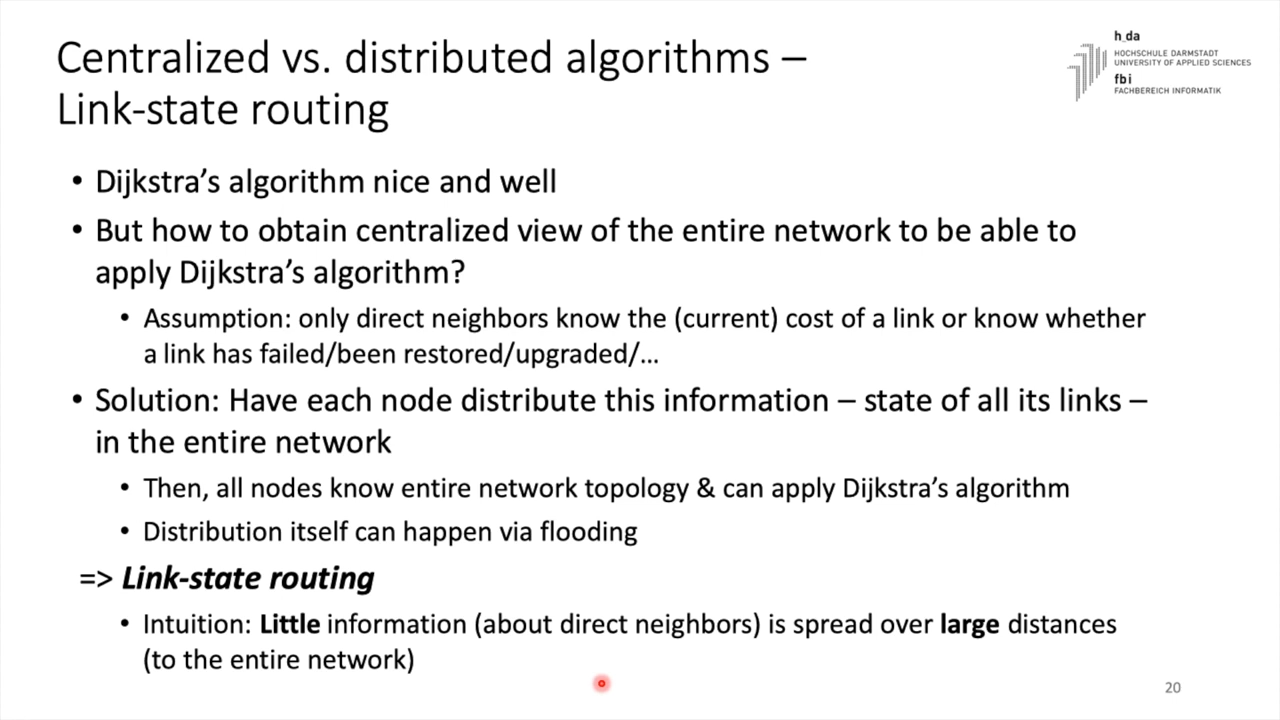 Centralized vs. distributed algorithms –
Link-state routing
h_da
HOCHSCHULE DARMSTADT
UNIVERSITY OF APPLIED SCIENCES
fbi
FACHBEREICH INFORMATIK
• Dijkstra’s algorithm nice and well
• But how to obtain centralized view of the entire network to be able to
apply Dijkstra’s algorithm?
• Assumption: only direct neighbors know the (current) cost of a link or know whether
a link has failed/been restored/upgraded/…
• Solution: Have each node distribute this information – state of all its links –
in the entire network
• Then, all nodes know entire network topology & can apply Dijkstra’s algorithm
• Distribution itself can happen via flooding
=> Link-state routing
• Intuition: Little information (about direct neighbors) is spread over large distances
(to the entire network)
20